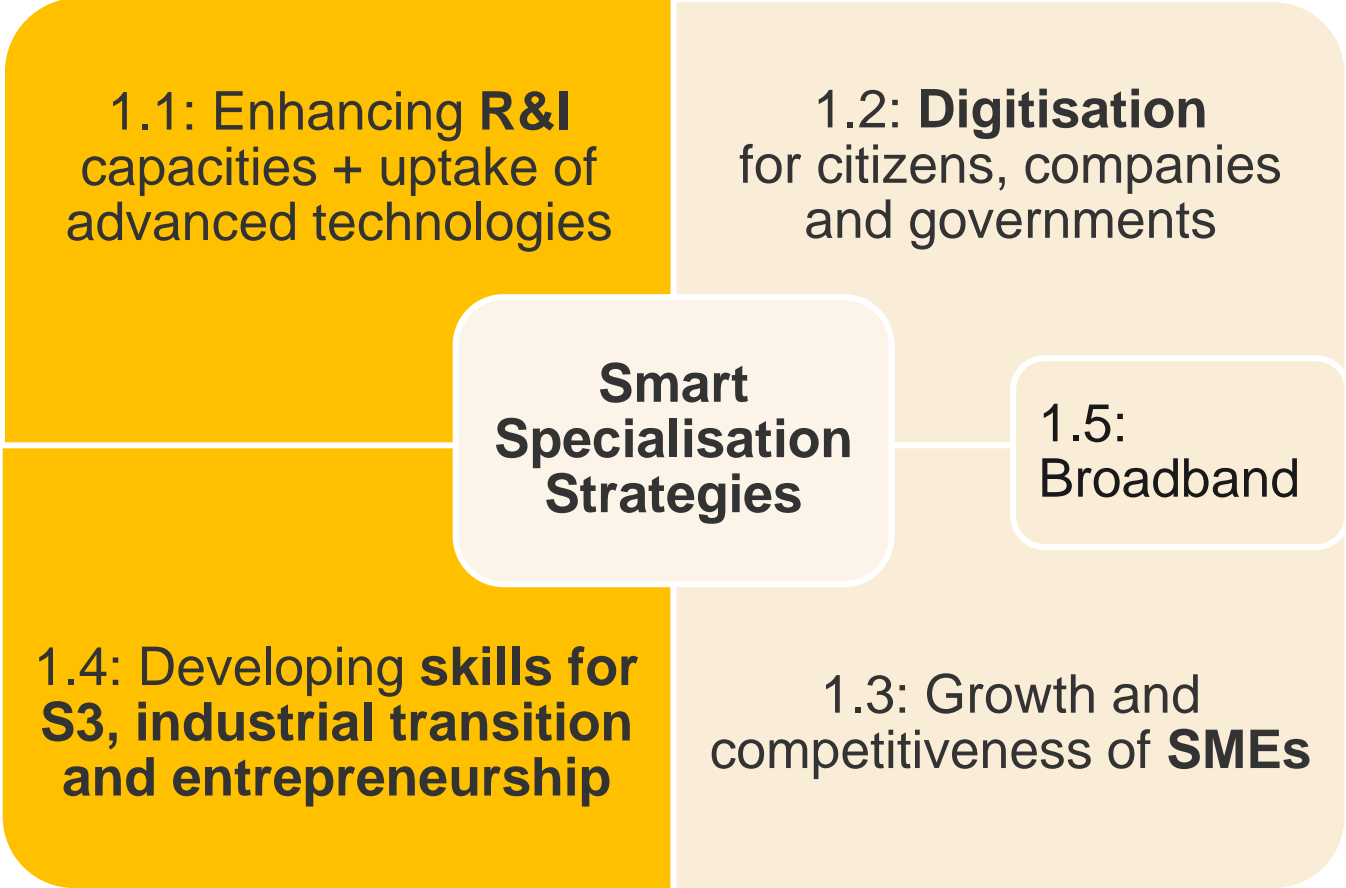 1.1: Enhancing R&I
capacities + uptake of
advanced technologies
1.2: Digitisation
for citizens, companies
and governments
Smart
Specialisation
Strategies
1.5:
Broadband
1.4: Developing skills for
S3, industrial transition
and entrepreneurship
1.3: Growth and
competitiveness of SMEs